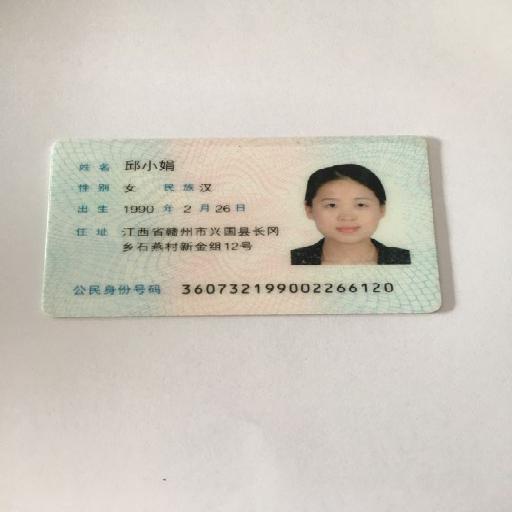 姓名 邱小娟
性别 女 民族 汉
出生 1990 年 2 月 26 日
住址 江西省赣州市兴国县长冈
乡石燕村新金组12号
公民身份号码 360732199002266120